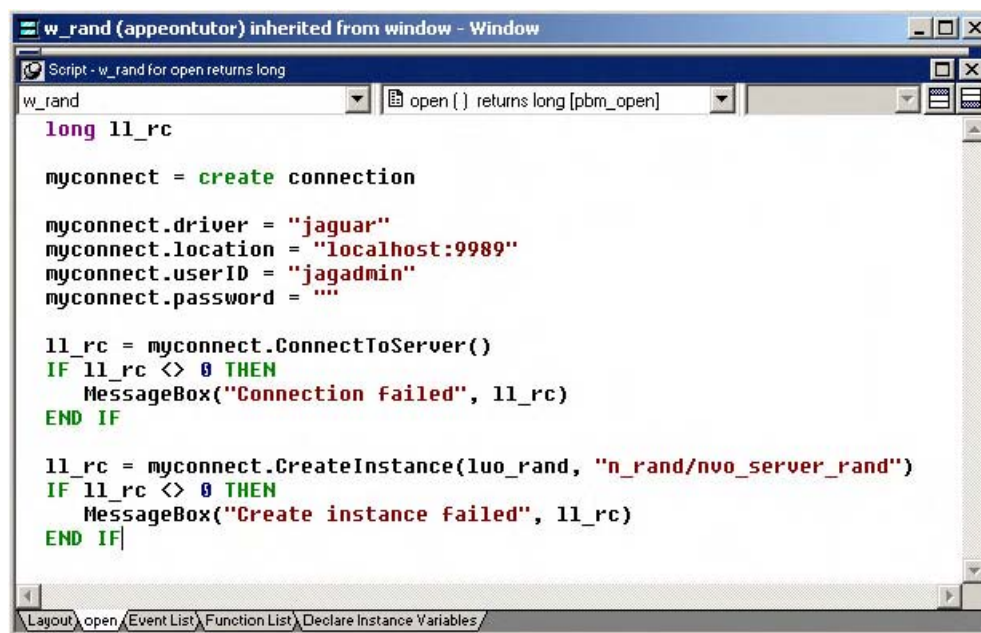 w_rand (appeontutor) inherited from window - Window
Script - w_rand for open returns long
w_rand
open ( ) returns long [pbm_open]
long ll_rc
myconnect = create connection
myconnect.driver = "jaguar"
myconnect.location = "localhost:9989"
myconnect.userID = "jagadmin"
myconnect.password = ""
ll_rc = myconnect.ConnectToServer()
IF ll_rc <> 0 THEN
MessageBox("Connection failed", ll_rc)
END IF
ll_rc = myconnect.CreateInstance(luo_rand, "n_rand/nvo_server_rand")
IF ll_rc <> 0 THEN
MessageBox("Create instance failed", ll_rc)
END IF
Layout open Event List Function List Declare Instance Variables